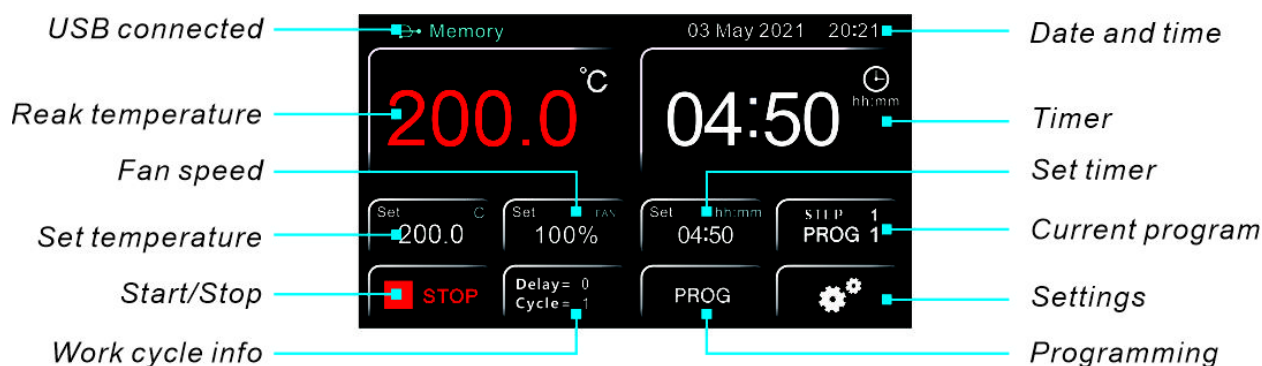 USB connected
Memory
03 May 2021 20:21
Date and time
Reak temperature
200.0 °C
04:50
hh:mm
Timer
Fan speed
Set timer
Set temperature
Set C
200.0
Set FAN
100%
Set hh:mm
04:50
STEP 1
PROG 1
Current program
Start/Stop
STOP
Delay= 0
Cycle= 1
PROG
Settings
Work cycle info
Programming